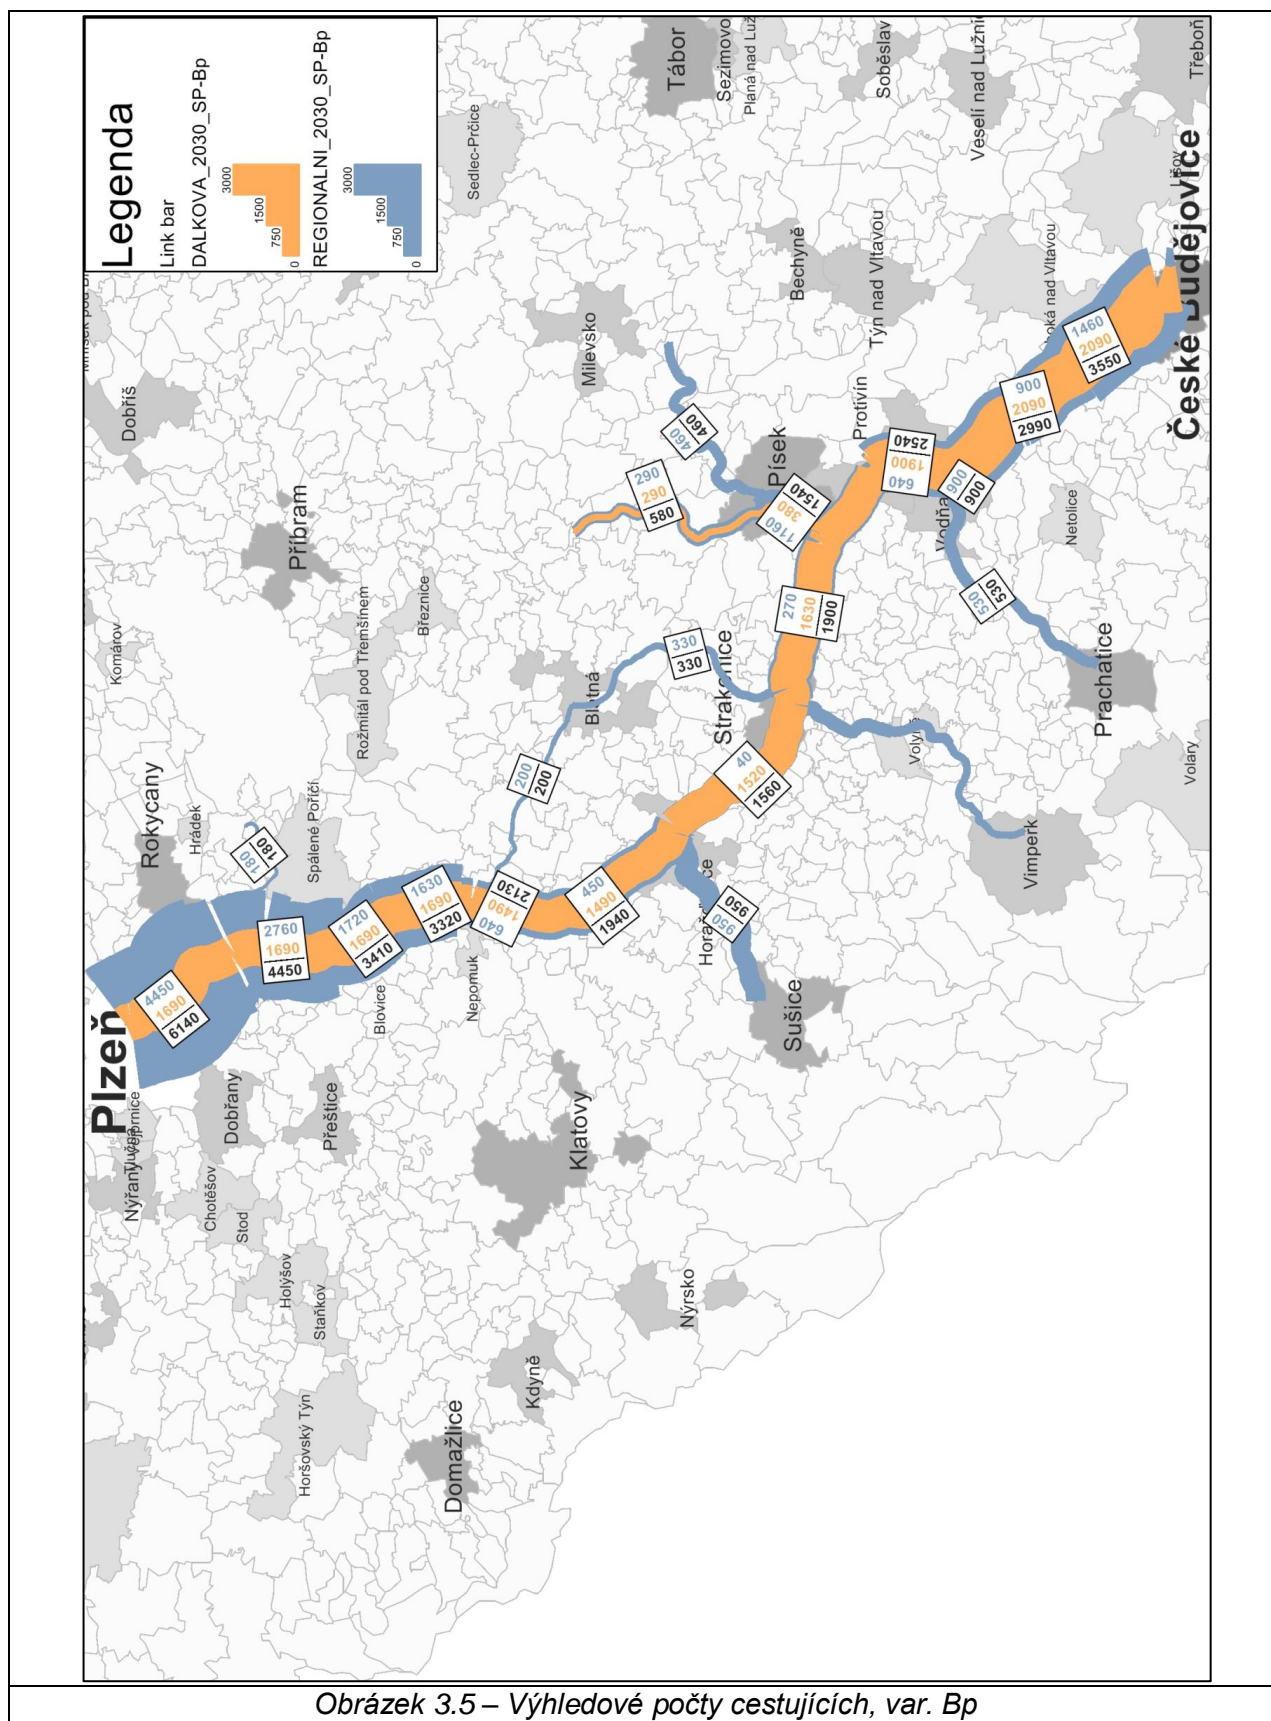 Legenda
Link bar
DALKOVA_2030_SP-Bp
3000
1500
750
0
REGIONALNI_2030_SP-Bp
3000
1500
750
0
Tábor
Sezimovo
Planá nad Luž
Soběslav
Veselí nad Lužni
Třeboň
Sedlec-Prčice
Lišov
České Budějovice
Bechyně
Týn nad Vltavou
Milevsko
Dobříš
Protivín
Písek
Příbram
Netolice
Březnice
Rožmitál pod Třemšínem
Komárov
Blatná
Strakonice
Prachatice
Volary
Vimperk
Rokycany
Hrádek
Spálené Poříčí
Nepomuk
Blovice
Sušice
Plzeň
Dobřany
Přeštice
Klatovy
Nýřany
Vejprnice
Chotěšov
Stod
Holýšov
Staňkov
Nýrsko
Kdyně
Horšovský Týn
Domažlice
4450
1690
6140
180
180
2760
1690
4450
1720
1690
3410
1630
1690
3320
640
1490
2130
200
200
450
1490
1940
330
330
950
950
40
1520
1560
270
1630
1900
290
290
580
460
460
1160
380
1540
640
1900
2540
900
900
530
530
900
2090
2990
1460
2090
3550
Obrázek 3.5 – Výhledové počty cestujících, var. Bp